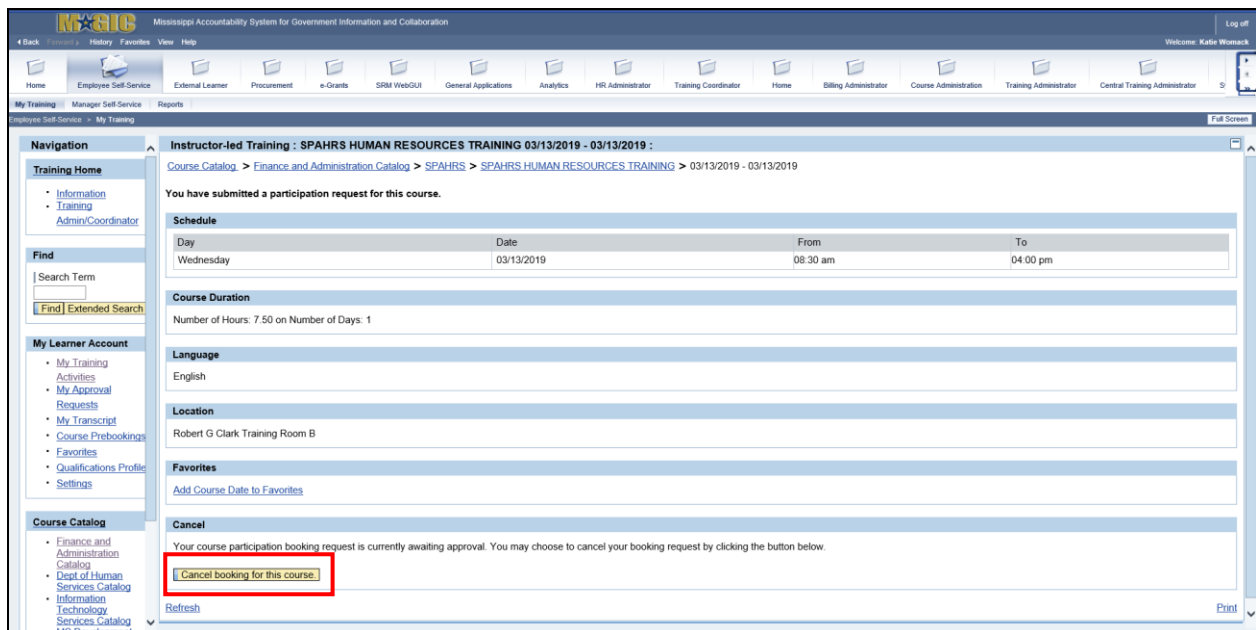 MAGIC Mississippi Accountability System for Government Information and Collaboration Log off
Back Forward History Favorites View Help Welcome: Katie Womack
Home Employee Self-Service External Learner Procurement e-Grants SRM WebGUI General Applications Analytics HR Administrator Training Coordinator Home Billing Administrator Course Administration Training Administrator Central Training Administrator
My Training Manager Self-Service Reports
Employee Self-Service > My Training Full Screen
Navigation
Training Home
• Information
• Training
Admin/Coordinator
Find
Search Term
Find Extended Search
My Learner Account
• My Training
Activities
• My Approval
Requests
• My Transcript
• Course Prebookings
• Favorites
• Qualifications Profile
• Settings
Course Catalog
• Finance and
Administration
Catalog
• Dept of Human
Services Catalog
• Information
Technology
Services Catalog
Instructor-led Training : SPAHRS HUMAN RESOURCES TRAINING 03/13/2019 - 03/13/2019 :
Course Catalog > Finance and Administration Catalog > SPAHRS > SPAHRS HUMAN RESOURCES TRAINING > 03/13/2019 - 03/13/2019
You have submitted a participation request for this course.
Schedule
Day Date From To
Wednesday 03/13/2019 08:30 am 04:00 pm
Course Duration
Number of Hours: 7.50 on Number of Days: 1
Language
English
Location
Robert G Clark Training Room B
Favorites
Add Course Date to Favorites
Cancel
Your course participation booking request is currently awaiting approval. You may choose to cancel your booking request by clicking the button below.
Cancel booking for this course.
Refresh Print